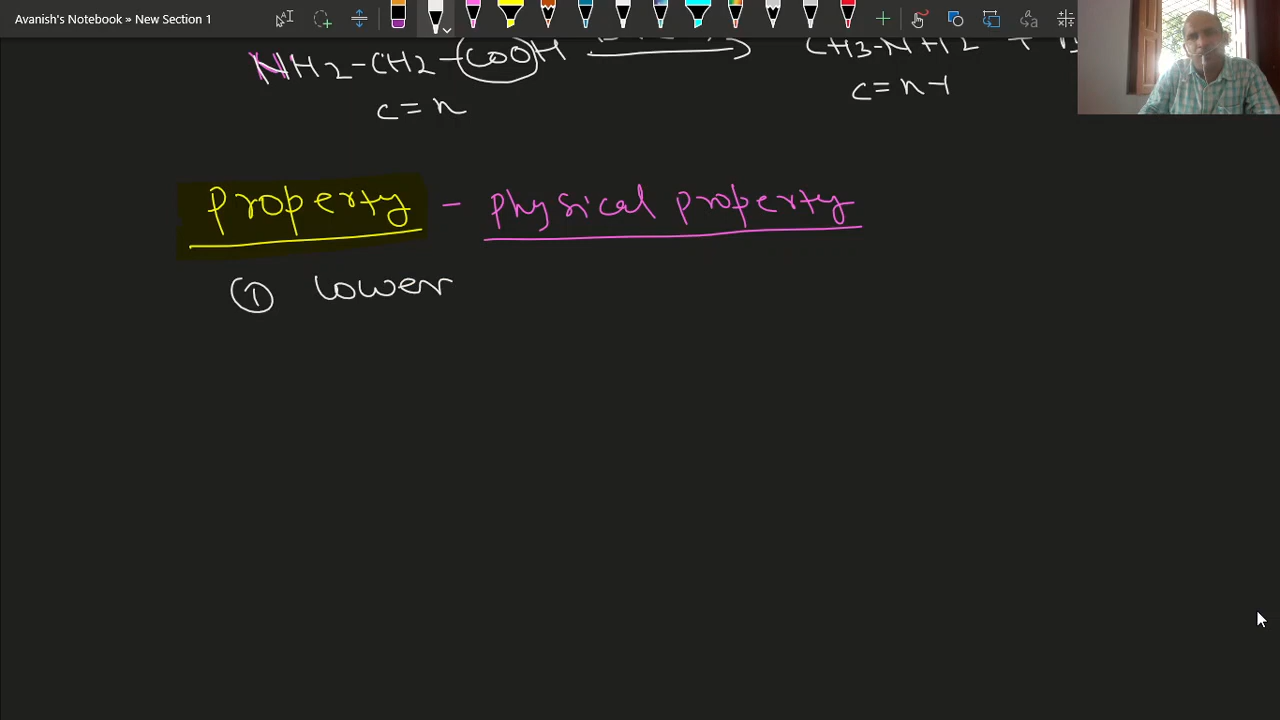 Avanish's Notebook » New Section 1
NH2-CH2-COOH
c=n
c=n-1
Property - Physical property
① Lower